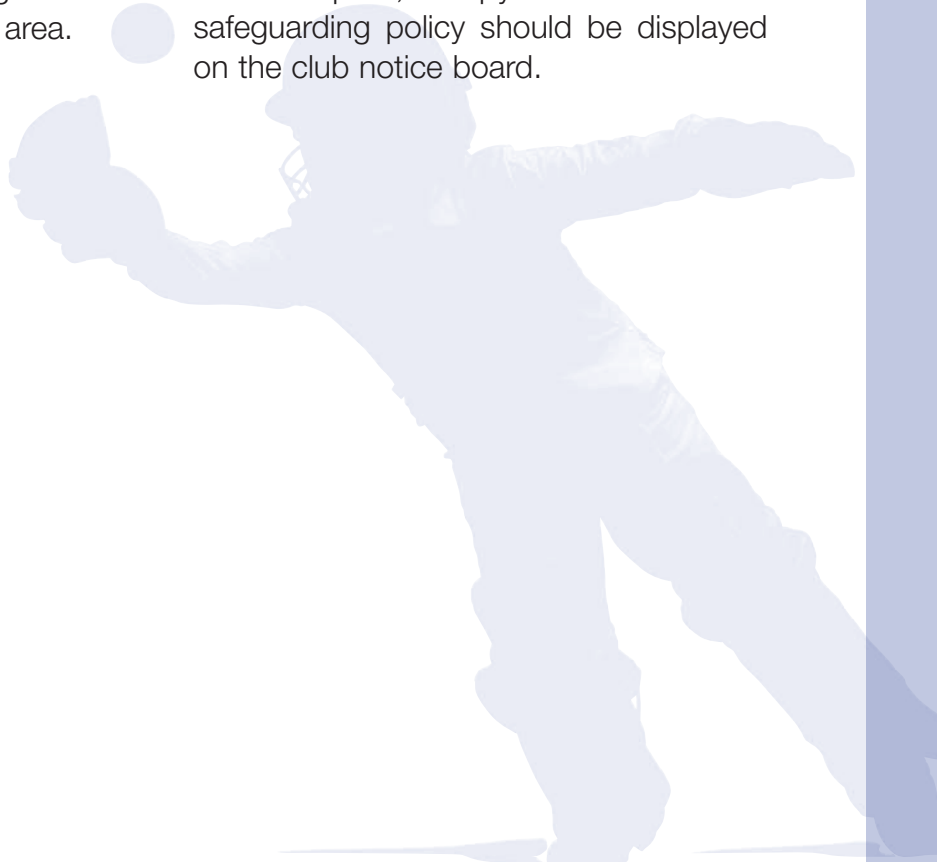 area.
safeguarding policy should be displayed
on the club notice board.